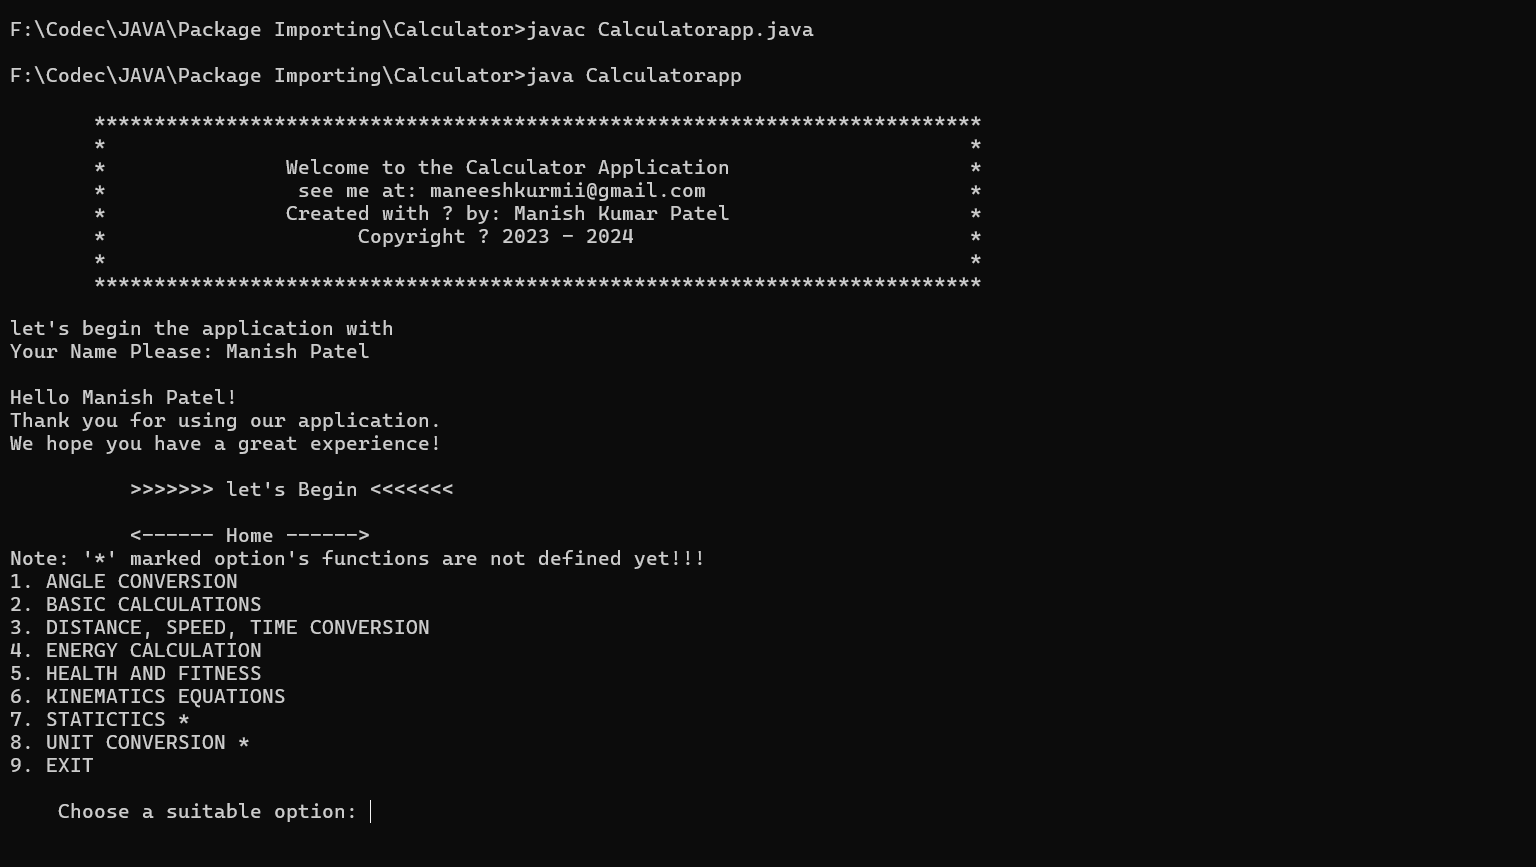 F:\Codec\JAVA\Package Importing\Calculator>javac Calculatorapp.java
F:\Codec\JAVA\Package Importing\Calculator>java Calculatorapp
**************************************************************************
* *
* Welcome to the Calculator Application *
* see me at: maneeshkurmii@gmail.com *
* Created with ? by: Manish Kumar Patel *
* Copyright ? 2023 - 2024 *
* *
**************************************************************************
let's begin the application with
Your Name Please: Manish Patel
Hello Manish Patel!
Thank you for using our application.
We hope you have a great experience!
>>>>>>> let's Begin <<<<<<<
<------ Home ------>
Note: '*' marked option's functions are not defined yet!!!
1. ANGLE CONVERSION
2. BASIC CALCULATIONS
3. DISTANCE, SPEED, TIME CONVERSION
4. ENERGY CALCULATION
5. HEALTH AND FITNESS
6. KINEMATICS EQUATIONS
7. STATICTICS *
8. UNIT CONVERSION *
9. EXIT
Choose a suitable option: